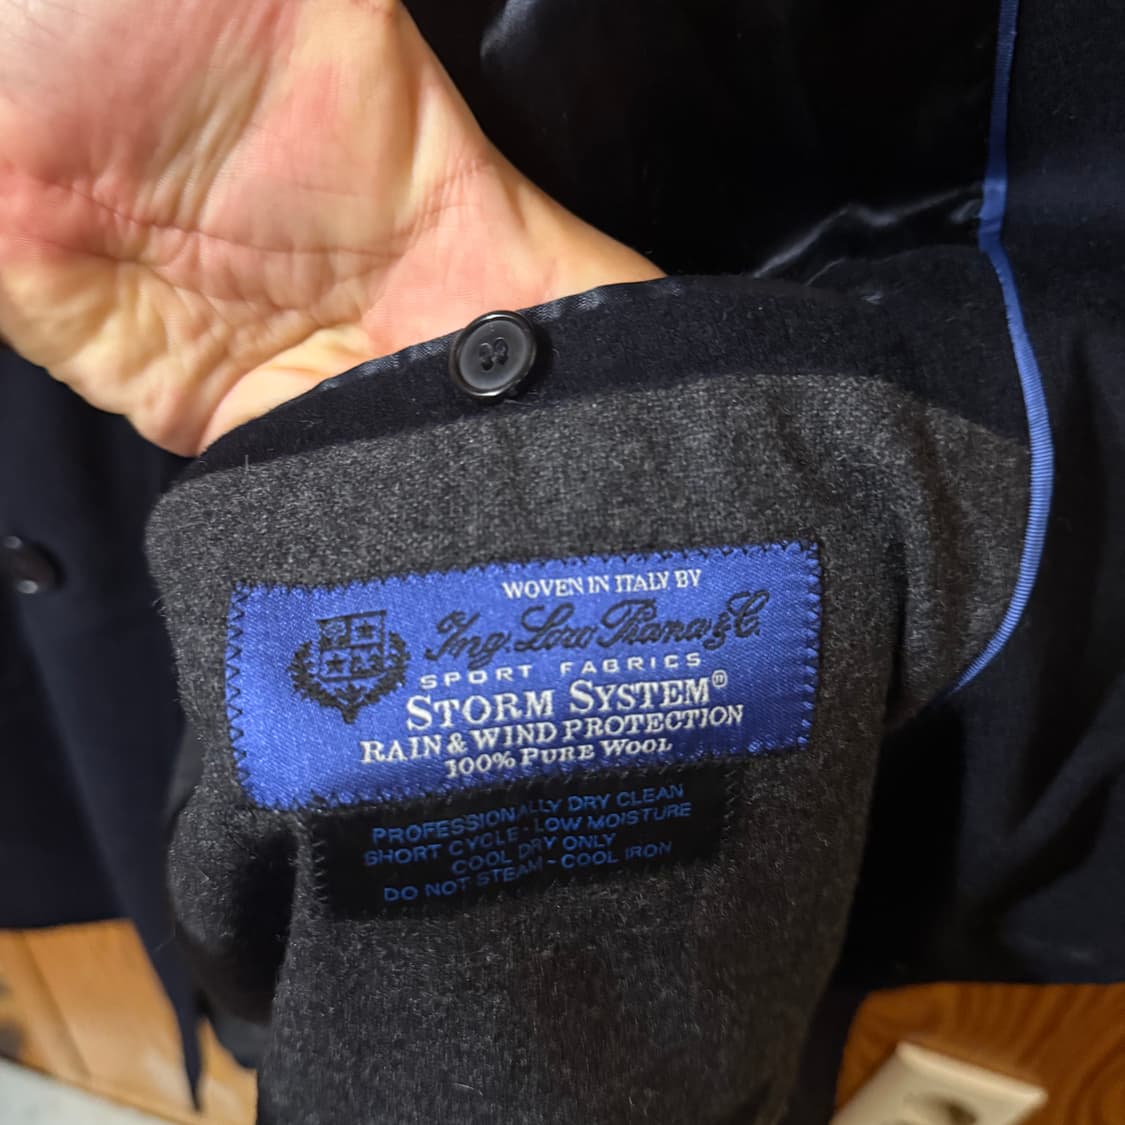 WOVEN IN ITALY BY
Ing. Loro Piana & C.
SPORT FABRICS
STORM SYSTEM®
RAIN & WIND PROTECTION
100% PURE WOOL
PROFESSIONALLY DRY CLEAN
SHORT CYCLE - LOW MOISTURE
COOL DRY ONLY
DO NOT STEAM - COOL IRON